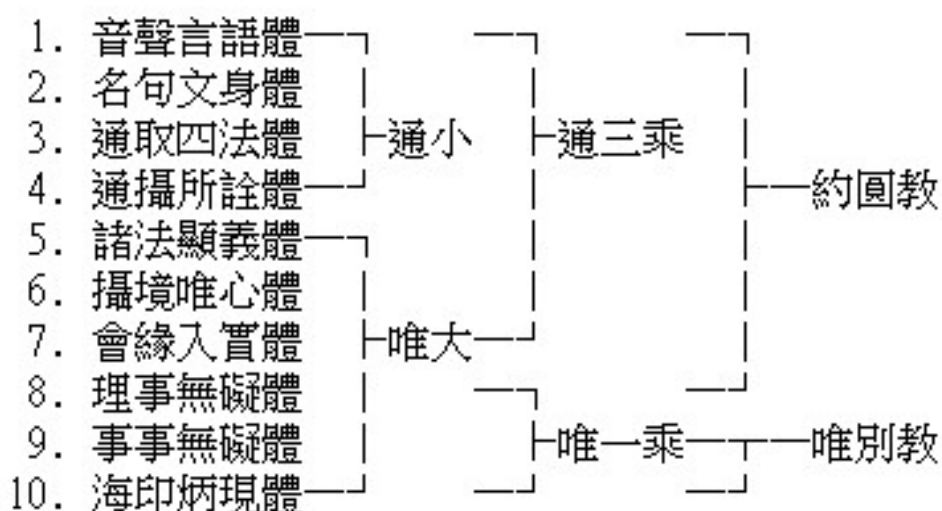 1. 音聲言語體
2. 名句文身體
3. 通取四法體 通小 通三乘
4. 通攝所詮體 約圓教
5. 諸法顯義體
6. 攝境唯心體
7. 會緣入實體 唯大
8. 理事無礙體
9. 事事無礙體 唯一乘 唯別教
10. 海印炳現體